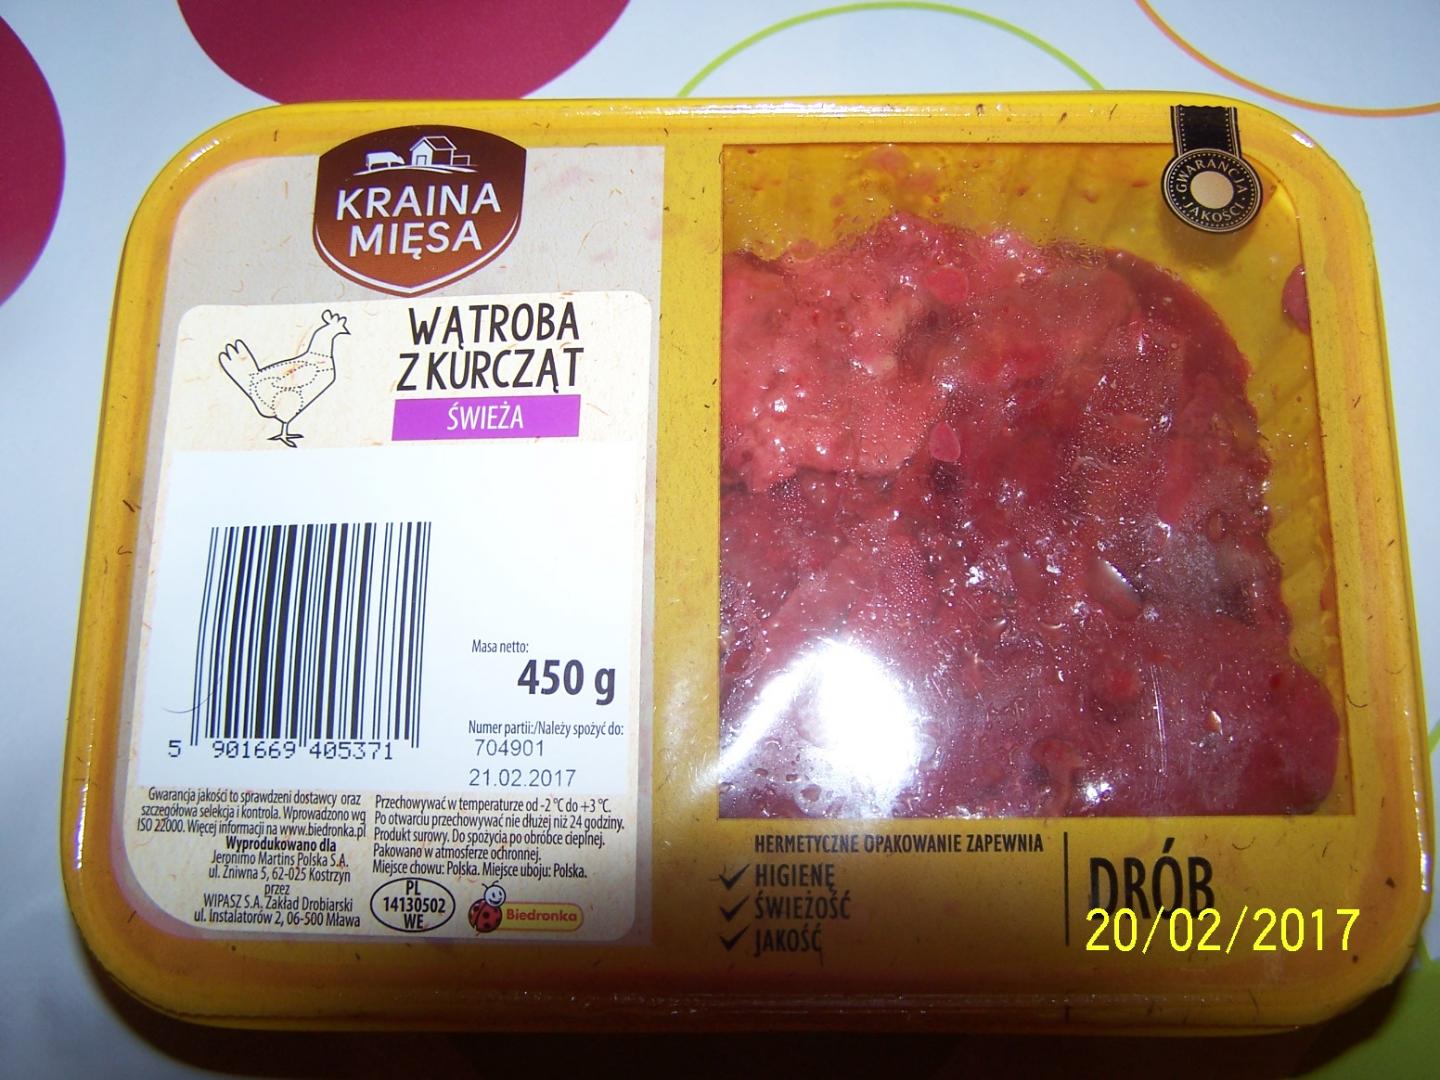 KRAINA
MIĘSA
WĄTROBA
Z KURCZĄT
ŚWIEŻA
Masa netto:
450 g
Numer partii:/Należy spożyć do:
704901
21.02.2017
5 901669 405371
Gwarancja jakości to sprawdzeni dostawcy oraz
szczegółowa selekcja i kontrola. Wprowadzono wg
ISO 22000. Więcej informacji na www.biedronka.pl
Wyprodukowano dla
Jeronimo Martins Polska S.A.
ul. Żniwna 5, 62-025 Kostrzyn
przez
WIPASZ S.A. Zakład Drobiarski
ul. Instalatorów 2, 06-500 Mława
Przechowywać w temperaturze od -2 °C do +3 °C.
Po otwarciu przechowywać nie dłużej niż 24 godziny.
Produkt surowy. Do spożycia po obróbce cieplnej.
Pakowano w atmosferze ochronnej.
Miejsce chowu: Polska. Miejsce uboju: Polska.
PL
14130502
WE
Biedronka
GWARANCJA
JAKOŚCI
HERMETYCZNE OPAKOWANIE ZAPEWNIA
HIGIENĘ
ŚWIEŻOŚĆ
JAKOŚĆ
DRÓB
20/02/2017